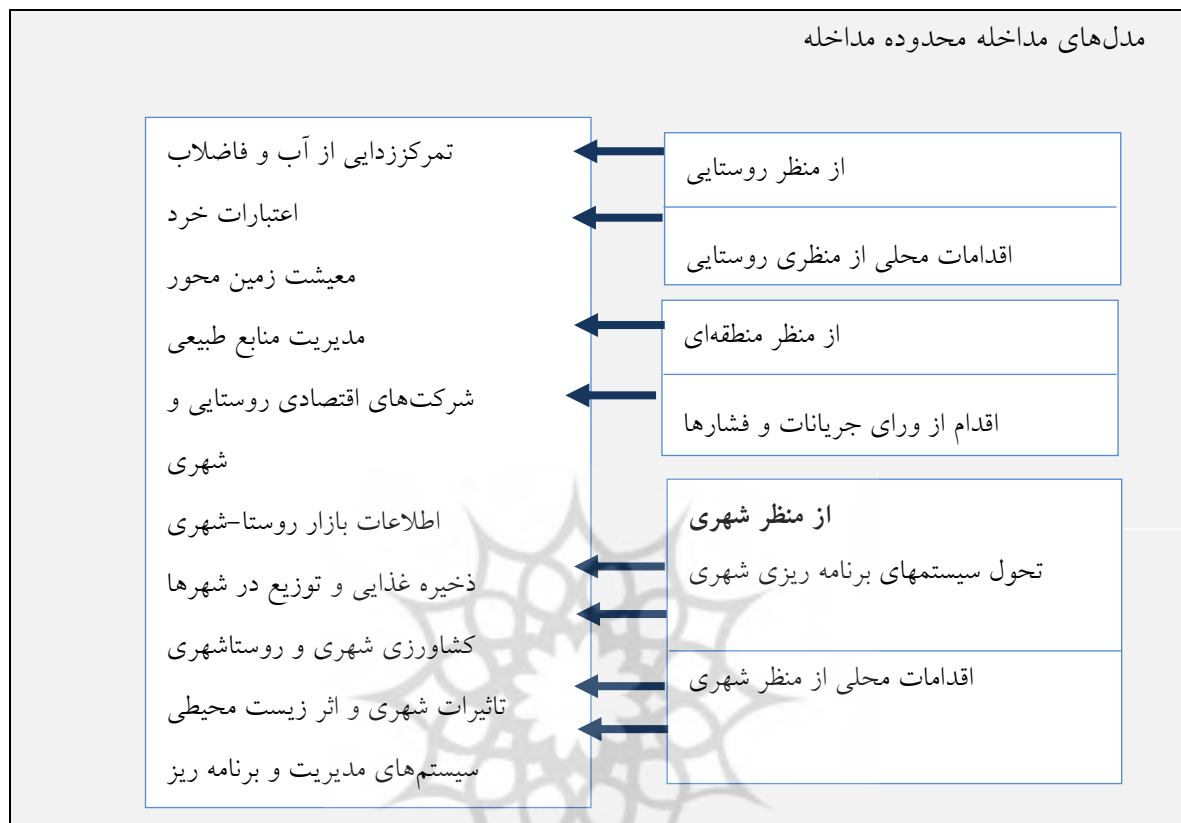 مدل‌های مداخله محدوده مداخله
از منظر روستایی
اقدامات محلی از منظری روستایی
از منظر منطقه‌ای
اقدام از ورای جریانات و فشارها
از منظر شهری
تحول سیستمهای برنامه ریزی شهری
اقدامات محلی از منظر شهری
تمرکززدایی از آب و فاضلاب
اعتبارات خرد
معیشت زمین محور
مدیریت منابع طبیعی
شرکت‌های اقتصادی روستایی و
شهری
اطلاعات بازار روستا-شهری
ذخیره غذایی و توزیع در شهرها
کشاورزی شهری و روستاشهری
تاثیرات شهری و اثر زیست محیطی
سیستم‌های مدیریت و برنامه ریز